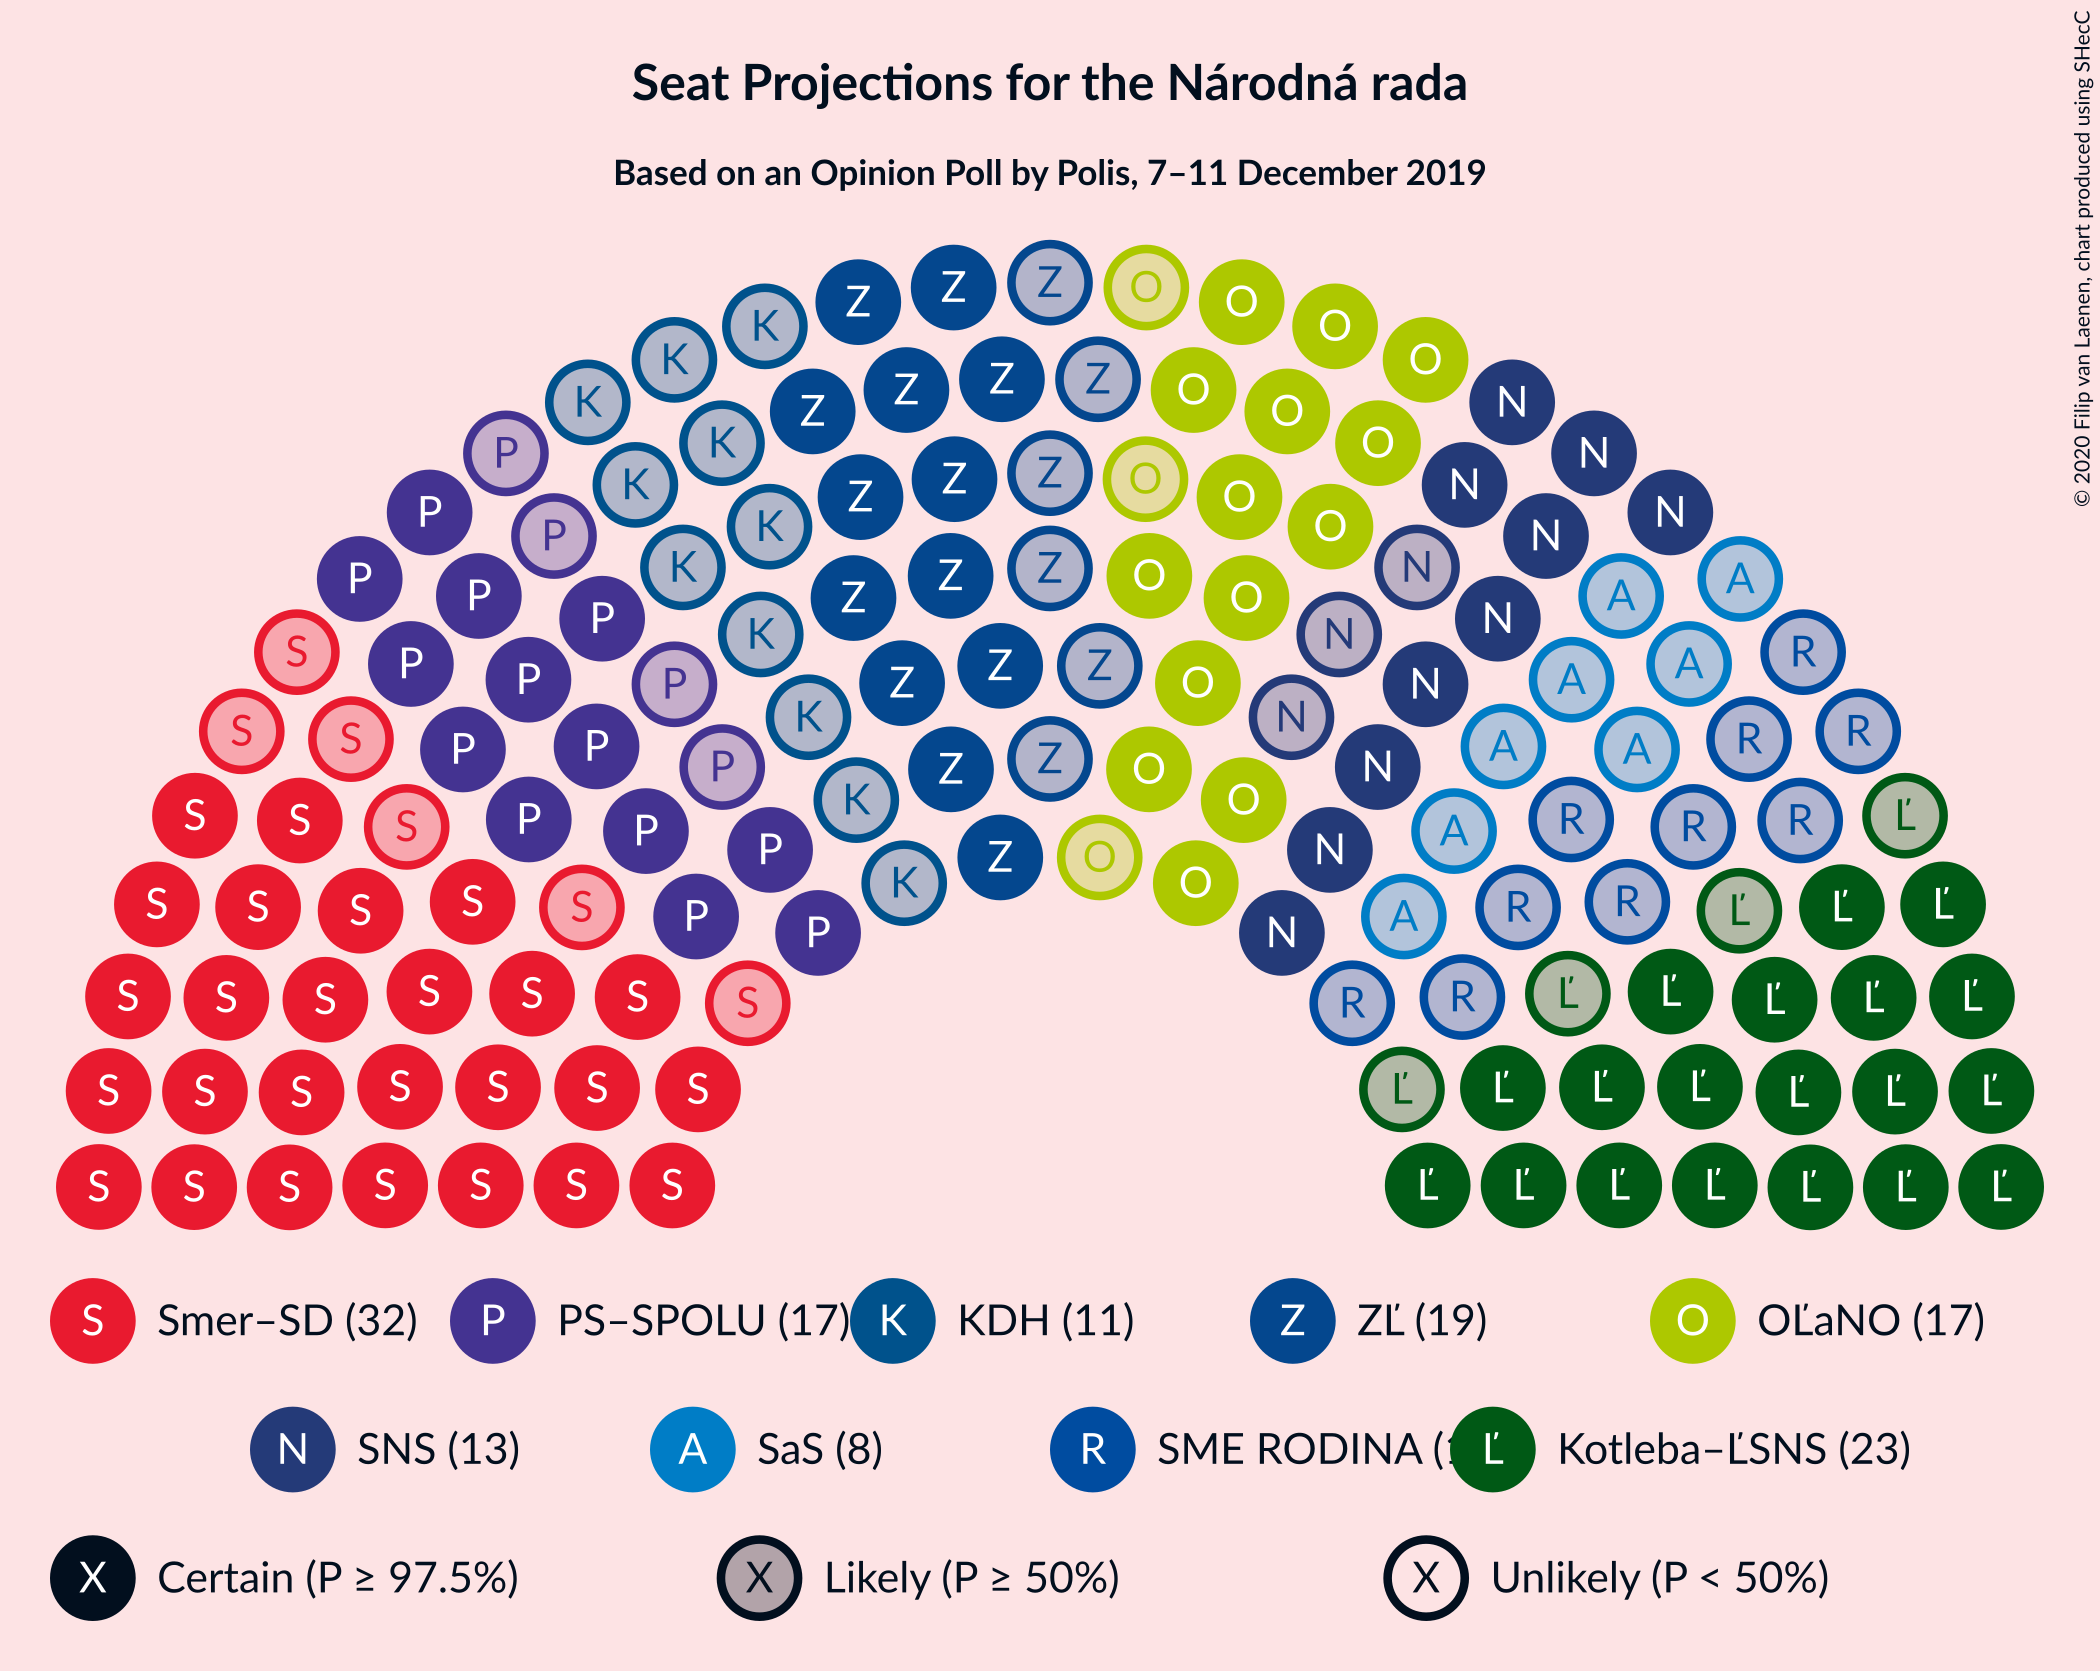 Seat Projections for the Národná rada
Based on an Opinion Poll by Polis, 7–11 December 2019
© 2020 Filip van Laenen, chart produced using SHecC
Z Z Z O O
K O
K O
Z Z Z O
K Z O N
P K O N
K Z Z Z O O N
P P K O N N
P K Z Z O N A
P P Z O N A
S P K Z Z N A R
P P Z O N A
S S P P K N A A R R
P Z Z O N
S S S P P K O A R R R Ľ
P Z O N
S S S S S P K O A R R Ľ Ľ Ľ
P N
S S S S S S S R R Ľ Ľ Ľ Ľ Ľ
S S S S S S S Ľ Ľ Ľ Ľ Ľ Ľ Ľ
S S S S S S S Ľ Ľ Ľ Ľ Ľ Ľ Ľ
S Smer–SD (32) P PS–SPOLU (17) K KDH (11) Z ZĽ (19) O OĽaNO (17)
N SNS (13) A SaS (8) R SME RODINA ( Ľ Kotleba–ĽSNS (23)
X Certain (P ≥ 97.5%) X Likely (P ≥ 50%) X Unlikely (P < 50%)